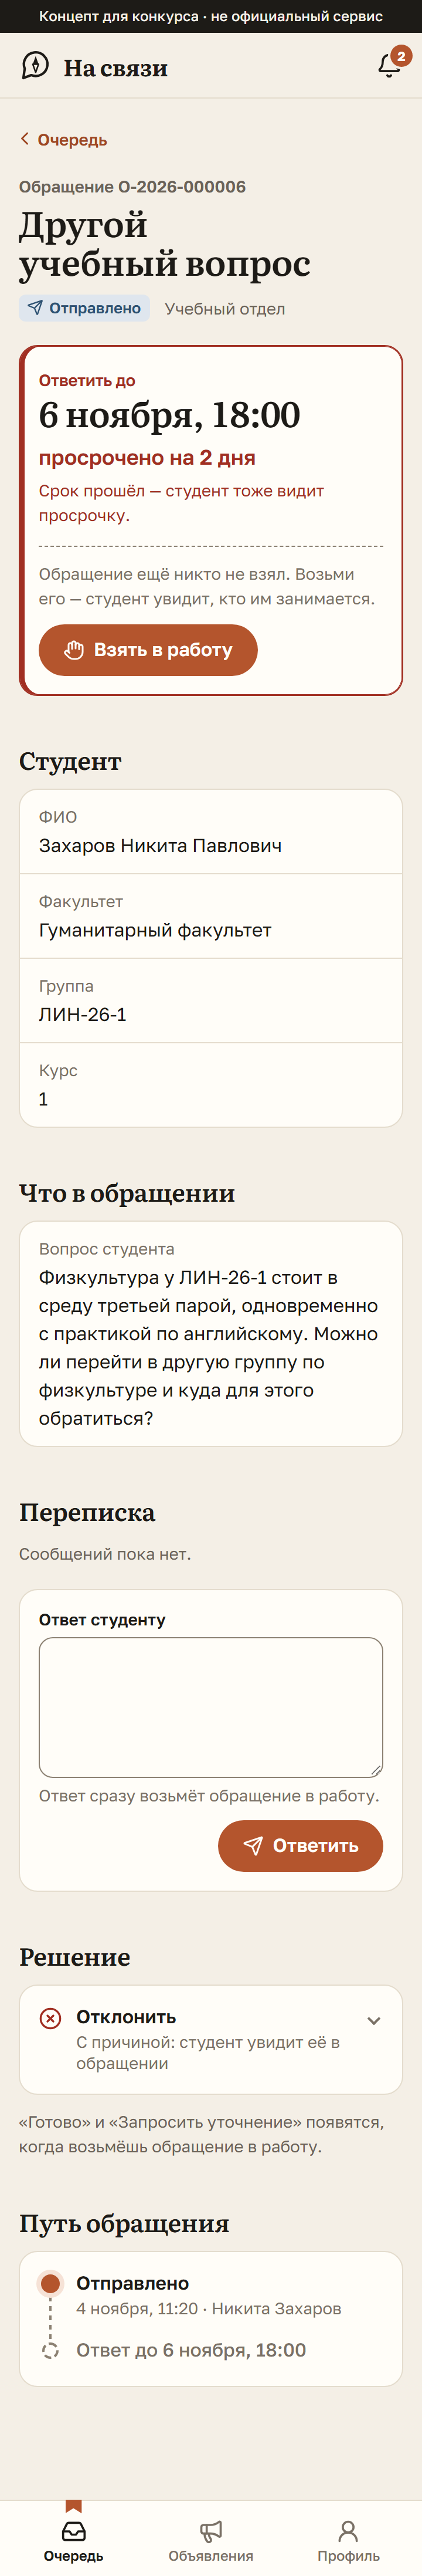 Концепт для конкурса · не официальный сервис
На связи
2
Очередь
Обращение О-2026-000006
Другой
учебный вопрос
Отправлено
Учебный отдел
Ответить до
6 ноября, 18:00
просрочено на 2 дня
Срок прошёл — студент тоже видит
просрочку.
Обращение ещё никто не взял. Возьми
его — студент увидит, кто им занимается.
Взять в работу
Студент
ФИО
Захаров Никита Павлович
Факультет
Гуманитарный факультет
Группа
ЛИН-26-1
Курс
1
Что в обращении
Вопрос студента
Физкультура у ЛИН-26-1 стоит в
среду третьей парой, одновременно
с практикой по английскому. Можно
ли перейти в другую группу по
физкультуре и куда для этого
обратиться?
Переписка
Сообщений пока нет.
Ответ студенту
Ответ сразу возьмёт обращение в работу.
Ответить
Решение
Отклонить
С причиной: студент увидит её в
обращении
«Готово» и «Запросить уточнение» появятся,
когда возьмёшь обращение в работу.
Путь обращения
Отправлено
4 ноября, 11:20 · Никита Захаров
Ответ до 6 ноября, 18:00
Очередь
Объявления
Профиль